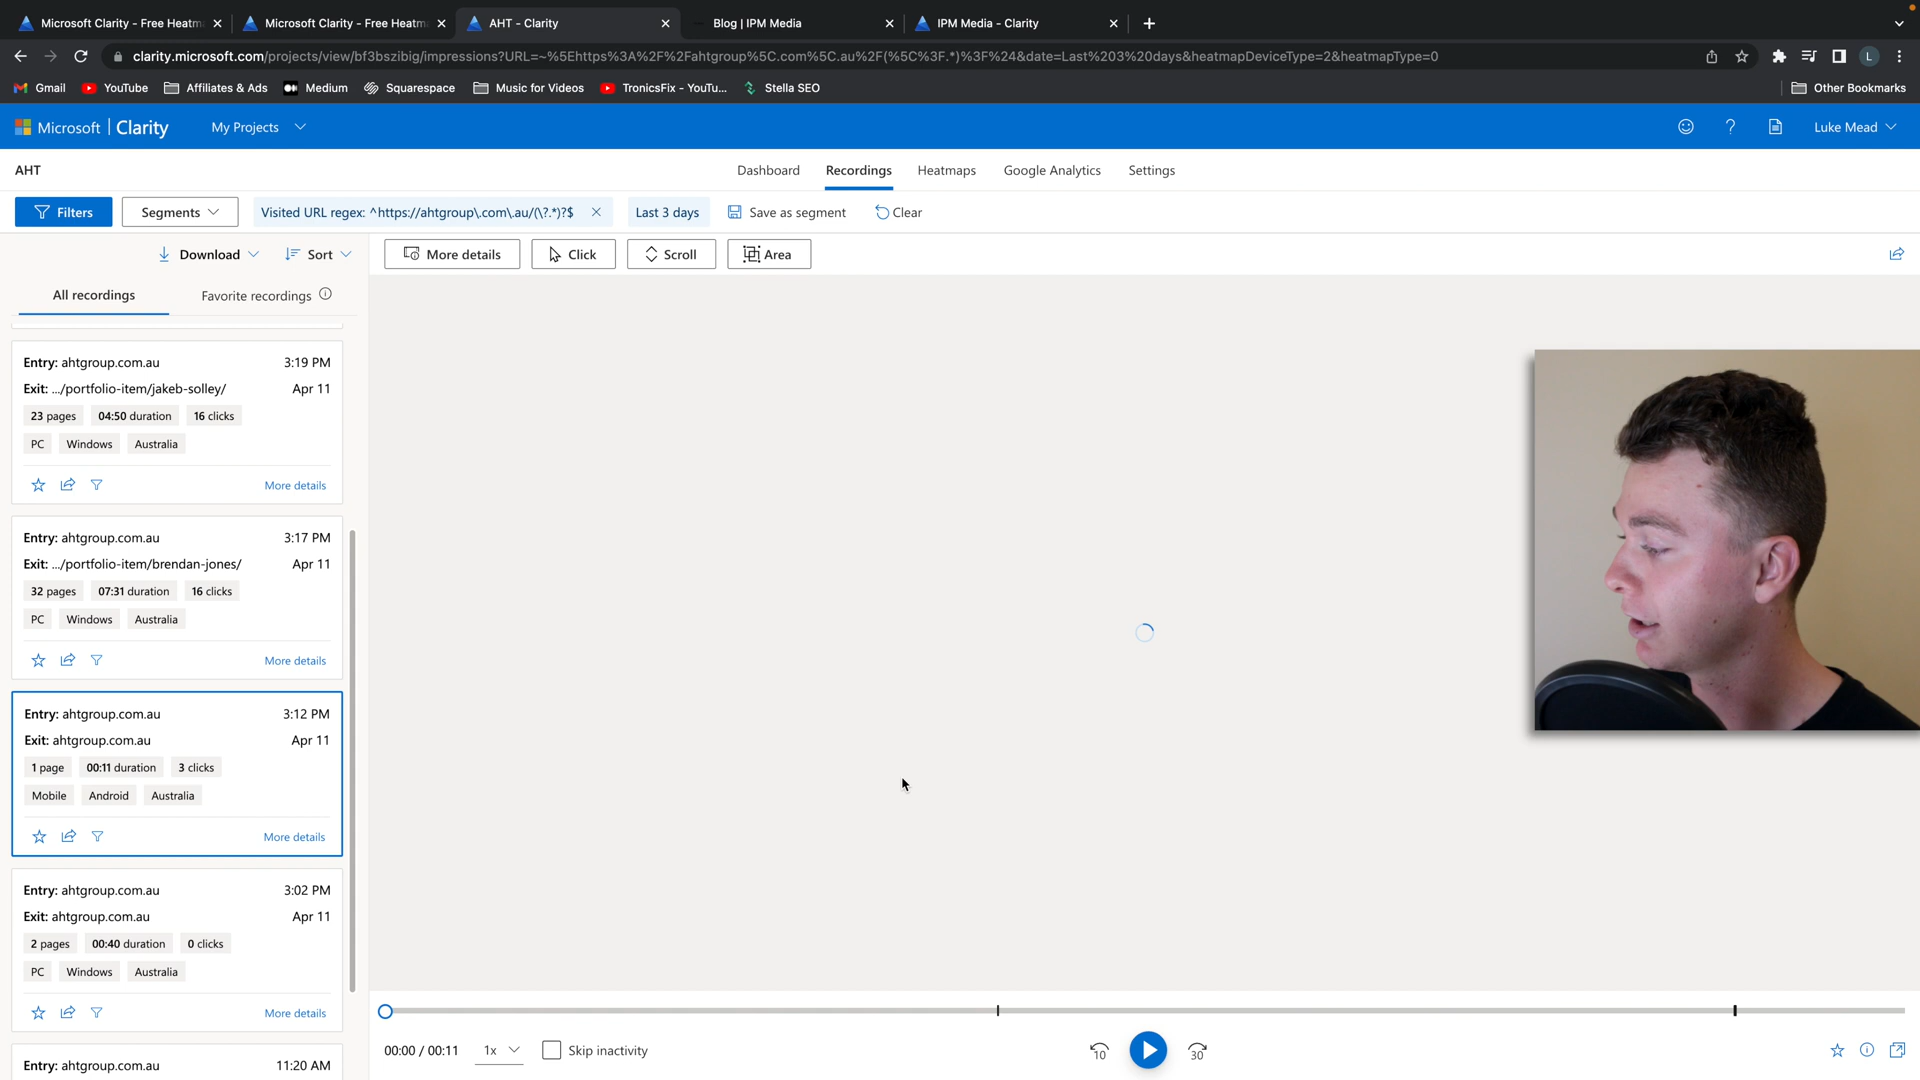 Microsoft Clarity - Free Heatm
Microsoft Clarity - Free Heatm
AHT - Clarity
Blog | IPM Media
IPM Media - Clarity
clarity.microsoft.com/projects/view/bf3bszibig/impressions?URL=~%5Ehttps%3A%2F%2Fahtgroup%5C.com%5C.au%2F(%5C%3F.*)%3F%24&date=Last%203%20days&heatmapDeviceType=2&heatmapType=0
L
Gmail
YouTube
Affiliates & Ads
Medium
Squarespace
Music for Videos
TronicsFix - YouTu...
Stella SEO
Other Bookmarks
Microsoft | Clarity
My Projects
?
Luke Mead
AHT
Dashboard
Recordings
Heatmaps
Google Analytics
Settings
Filters
Segments
Visited URL regex: ^https://ahtgroup\.com\.au/(\?.*)?$
Last 3 days
Save as segment
Clear
Download
Sort
More details
Click
Scroll
Area
All recordings
Favorite recordings
Entry: ahtgroup.com.au 3:19 PM
Exit: .../portfolio-item/jakeb-solley/ Apr 11
23 pages 04:50 duration 16 clicks
PC Windows Australia
More details
Entry: ahtgroup.com.au 3:17 PM
Exit: .../portfolio-item/brendan-jones/ Apr 11
32 pages 07:31 duration 16 clicks
PC Windows Australia
More details
Entry: ahtgroup.com.au 3:12 PM
Exit: ahtgroup.com.au Apr 11
1 page 00:11 duration 3 clicks
Mobile Android Australia
More details
Entry: ahtgroup.com.au 3:02 PM
Exit: ahtgroup.com.au Apr 11
2 pages 00:40 duration 0 clicks
PC Windows Australia
More details
Entry: ahtgroup.com.au 11:20 AM
00:00 / 00:11
1x
Skip inactivity
10
30